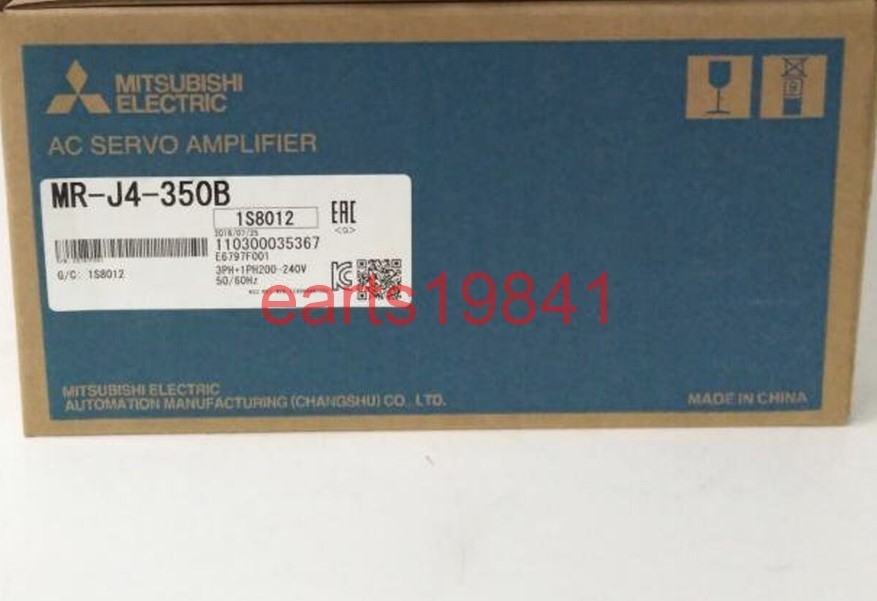 MITSUBISHI
ELECTRIC
AC SERVO AMPLIFIER
MR-J4-350B
1S8012
EAC
2018/07/25
110300035367
E6797F001
G/C: 1S8012
3PH+1PH200-240V
50/60Hz
earts19841
MITSUBISHI ELECTRIC
AUTOMATION MANUFACTURING (CHANGSHU) CO., LTD.
MADE IN CHINA
9